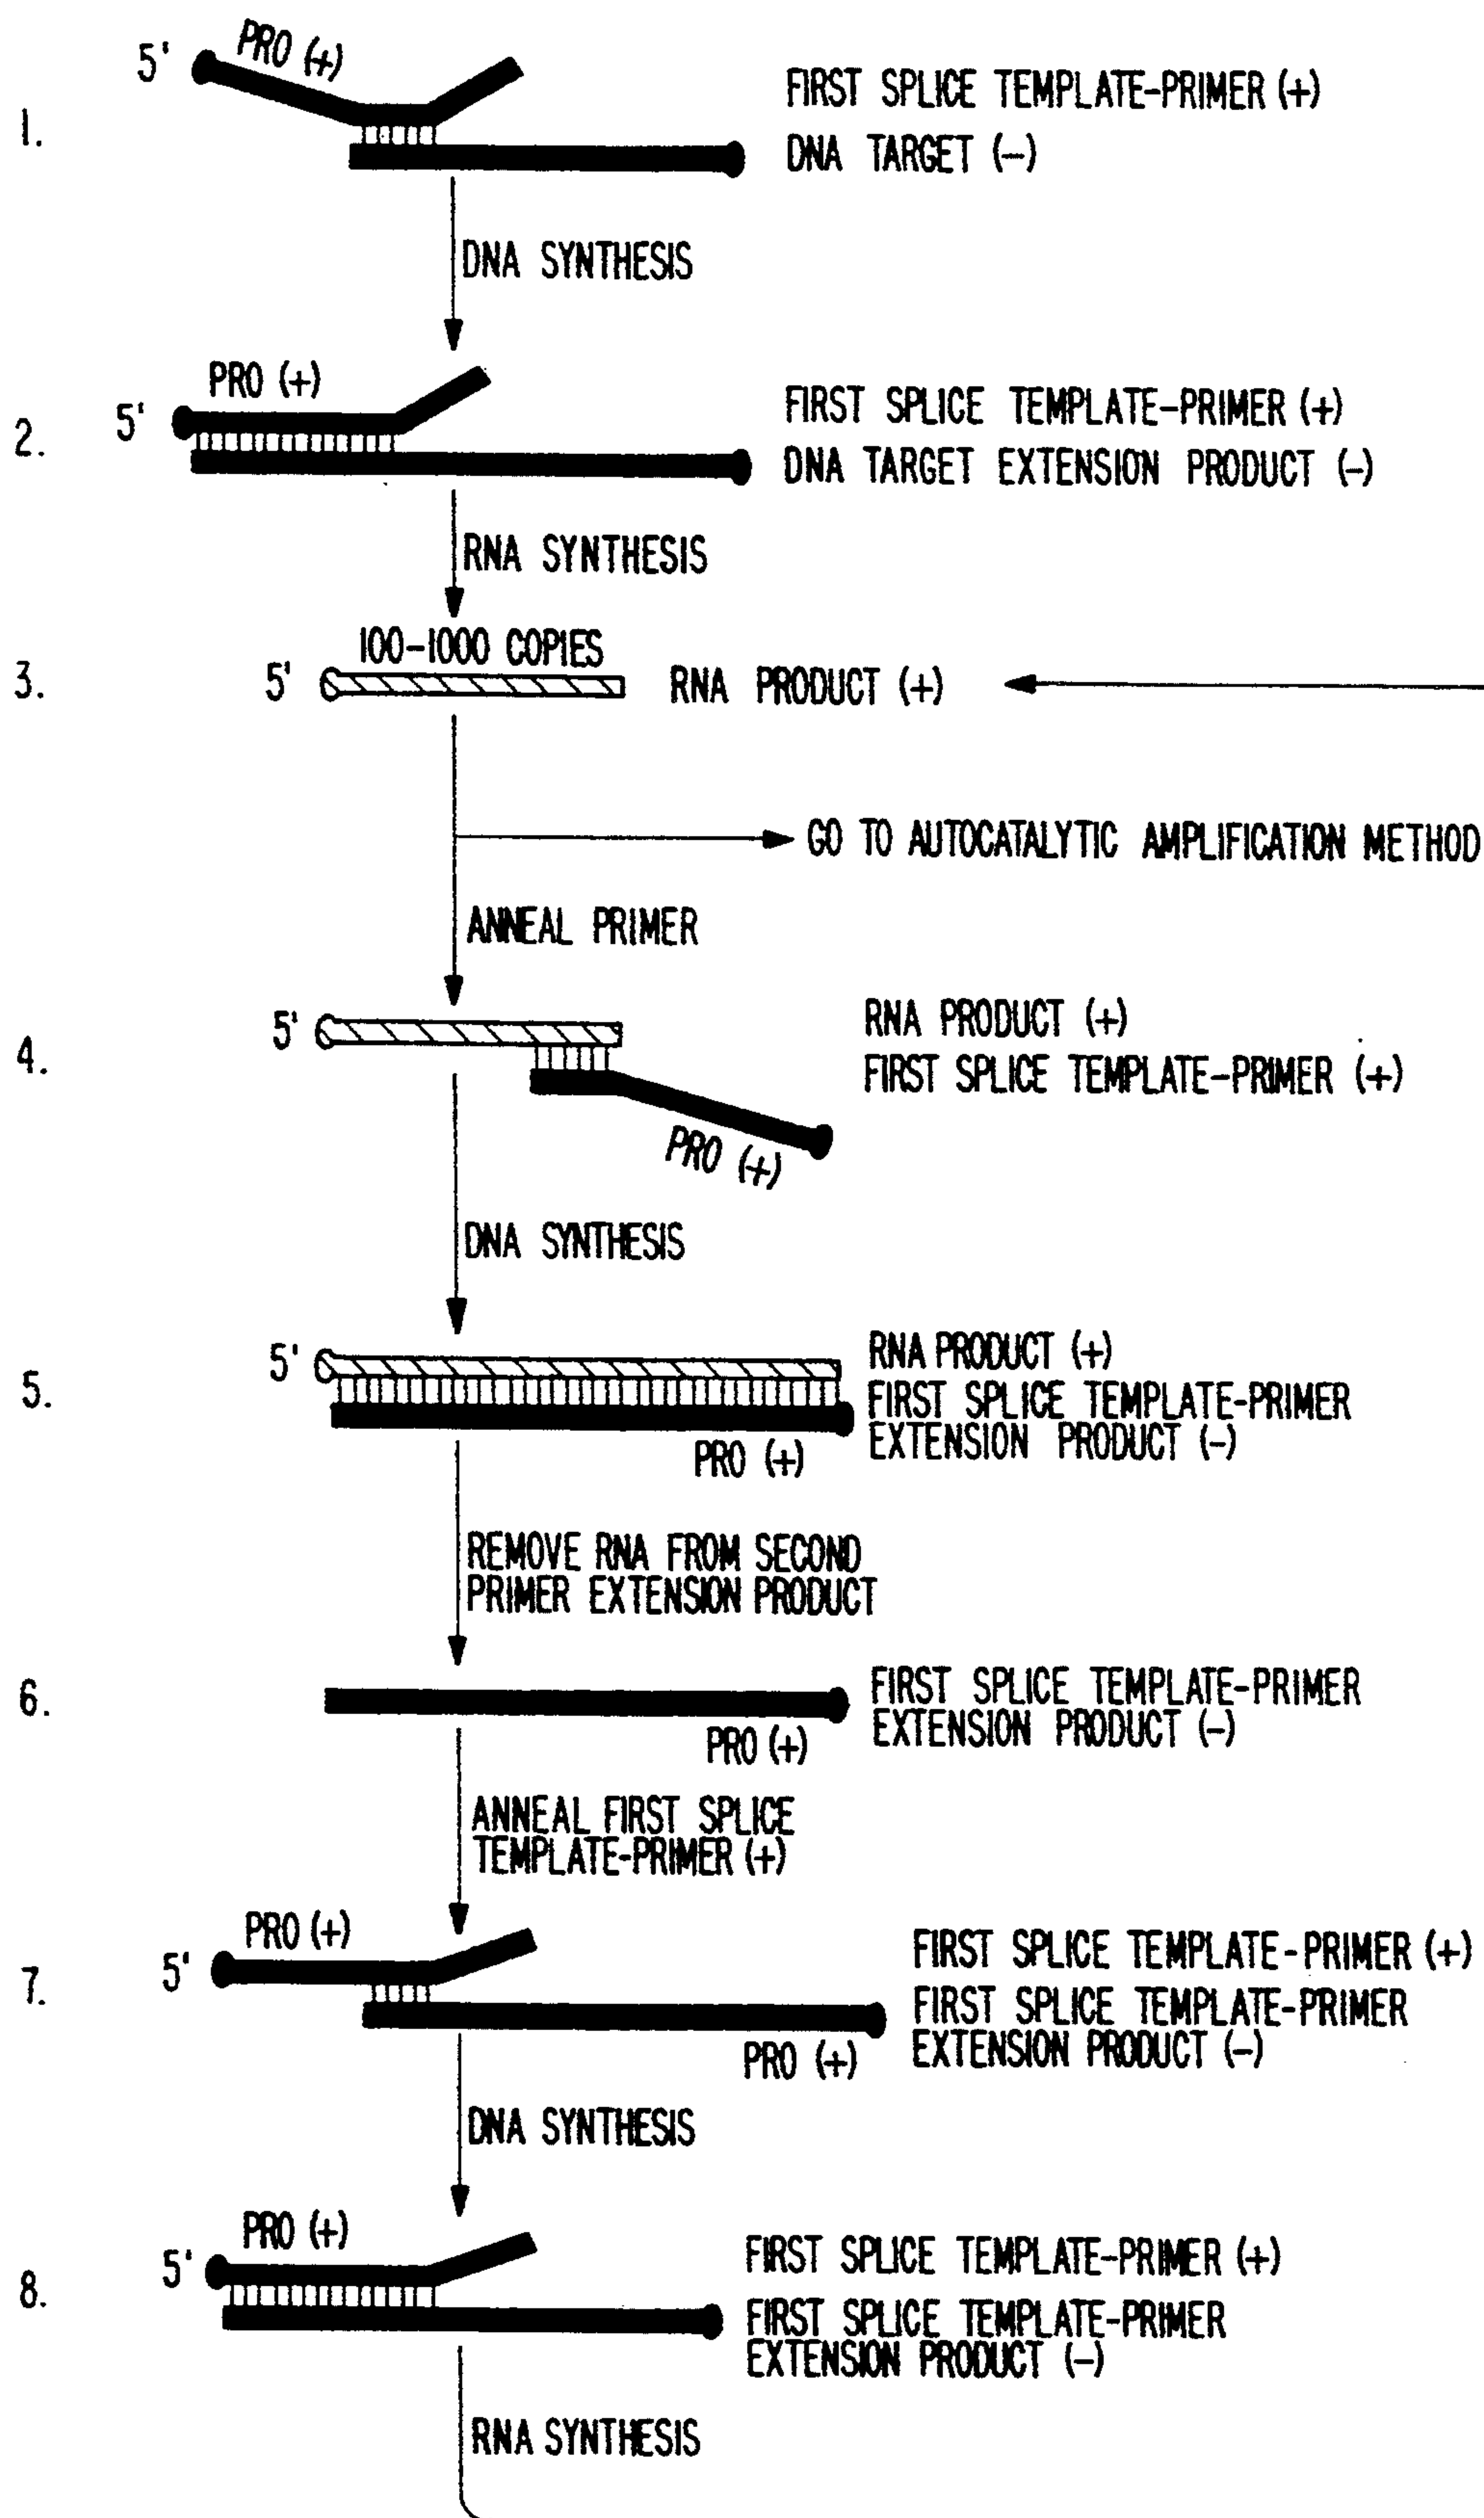 5' PRO (+)
1.
FIRST SPLICE TEMPLATE-PRIMER (+)
DNA TARGET (-)
DNA SYNTHESIS
PRO (+)
2. 5'
FIRST SPLICE TEMPLATE-PRIMER (+)
DNA TARGET EXTENSION PRODUCT (-)
RNA SYNTHESIS
100-1000 COPIES
3. 5' RNA PRODUCT (+)
GO TO AUTOCATALYTIC AMPLIFICATION METHOD
ANNEAL PRIMER
4. 5'
RNA PRODUCT (+)
FIRST SPLICE TEMPLATE-PRIMER (+)
PRO (+)
DNA SYNTHESIS
5. 5'
RNA PRODUCT (+)
FIRST SPLICE TEMPLATE-PRIMER
EXTENSION PRODUCT (-)
PRO (+)
REMOVE RNA FROM SECOND
PRIMER EXTENSION PRODUCT
6.
FIRST SPLICE TEMPLATE-PRIMER
EXTENSION PRODUCT (-)
PRO (+)
ANNEAL FIRST SPLICE
TEMPLATE-PRIMER (+)
PRO (+)
7. 5'
FIRST SPLICE TEMPLATE-PRIMER (+)
FIRST SPLICE TEMPLATE-PRIMER
EXTENSION PRODUCT (-)
PRO (+)
DNA SYNTHESIS
PRO (+)
8. 5'
FIRST SPLICE TEMPLATE-PRIMER (+)
FIRST SPLICE TEMPLATE-PRIMER
EXTENSION PRODUCT (-)
RNA SYNTHESIS